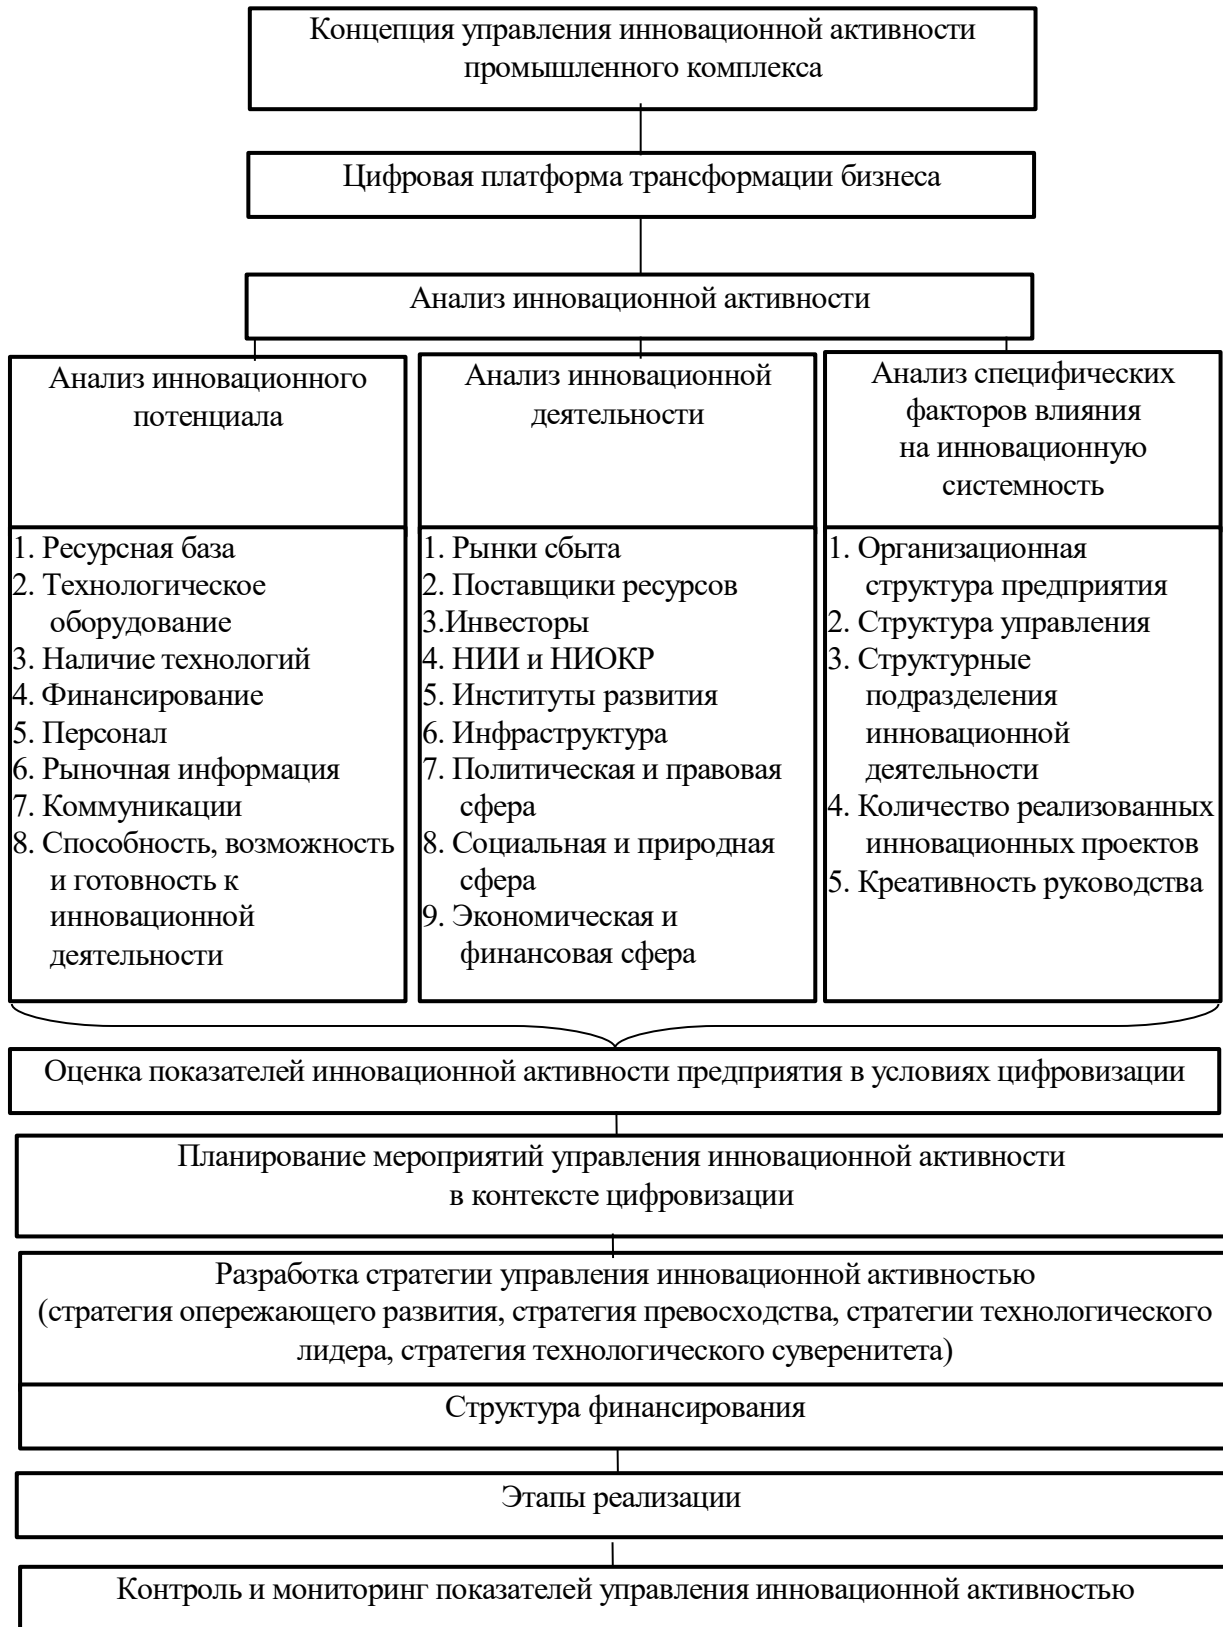 Концепция управления инновационной активности
промышленного комплекса
Цифровая платформа трансформации бизнеса
Анализ инновационной активности
Анализ инновационного
потенциала
1. Ресурсная база
2. Технологическое
оборудование
3. Наличие технологий
4. Финансирование
5. Персонал
6. Рыночная информация
7. Коммуникации
8. Способность, возможность
и готовность к
инновационной
деятельности
Анализ инновационной
деятельности
1. Рынки сбыта
2. Поставщики ресурсов
3.Инвесторы
4. НИИ и НИОКР
5. Институты развития
6. Инфраструктура
7. Политическая и правовая
сфера
8. Социальная и природная
сфера
9. Экономическая и
финансовая сфера
Анализ специфических
факторов влияния
на инновационную
системность
1. Организационная
структура предприятия
2. Структура управления
3. Структурные
подразделения
инновационной
деятельности
4. Количество реализованных
инновационных проектов
5. Креативность руководства
Оценка показателей инновационной активности предприятия в условиях цифровизации
Планирование мероприятий управления инновационной активности
в контексте цифровизации
Разработка стратегии управления инновационной активностью
(стратегия опережающего развития, стратегия превосходства, стратегии технологического
лидера, стратегия технологического суверенитета)
Структура финансирования
Этапы реализации
Контроль и мониторинг показателей управления инновационной активностью